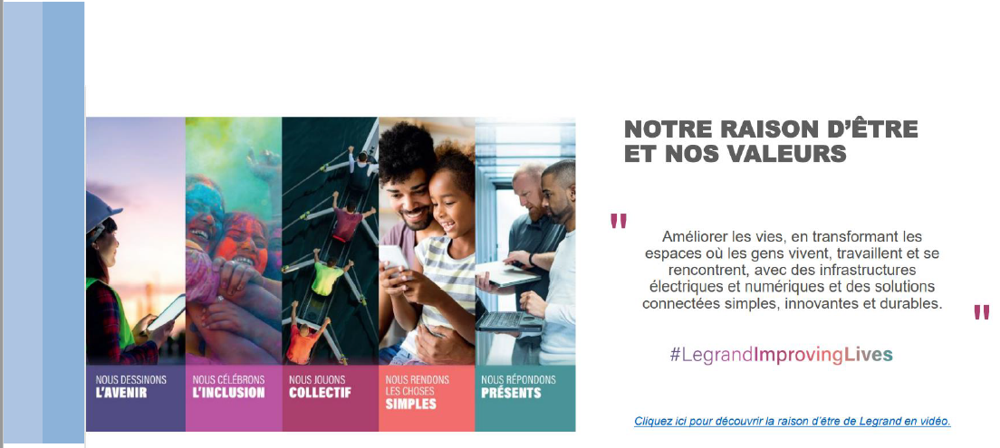 NOTRE RAISON D'ÊTRE
ET NOS VALEURS
"
Améliorer les vies, en transformant les
espaces où les gens vivent, travaillent et se
rencontrent, avec des infrastructures
électriques et numériques et des solutions
connectées simples, innovantes et durables.
"
#LegrandImprovingLives
NOUS DESSINONS
L'AVENIR
NOUS CÉLÉBRONS
L'INCLUSION
NOUS JOUONS
COLLECTIF
NOUS RENDONS
LES CHOSES
SIMPLES
NOUS RÉPONDONS
PRÉSENTS
Cliquez ici pour découvrir la raison d'être de Legrand en vidéo.